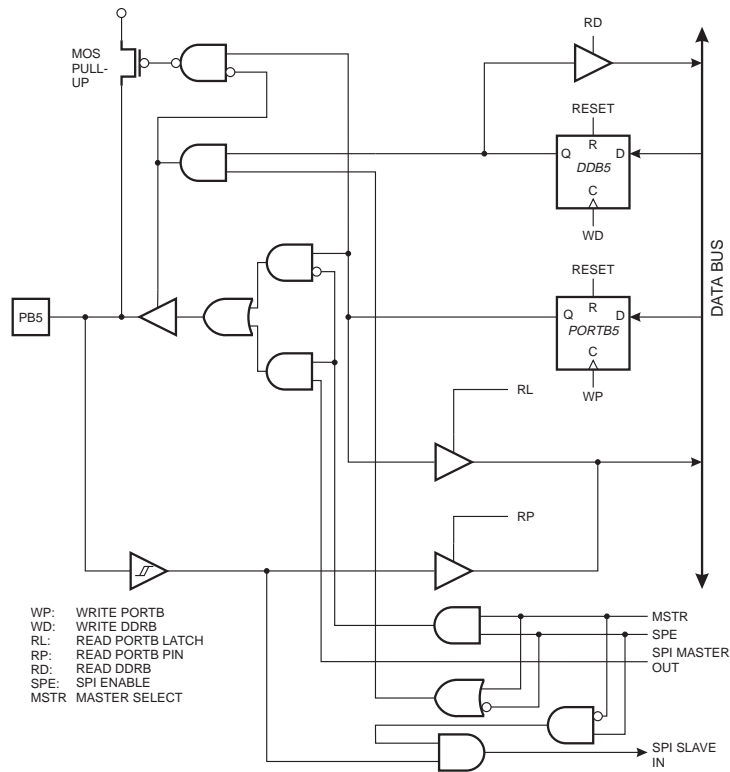 RD
MOS
PULL-
UP
RESET
R
Q
D
DDB5
C
WD
RESET
R
Q
D
PORTB5
C
WP
DATA BUS
PB5
RL
RP
WP: WRITE PORTB
WD: WRITE DDRB
RL: READ PORTB LATCH
RP: READ PORTB PIN
RD: READ DDRB
SPE: SPI ENABLE
MSTR MASTER SELECT
MSTR
SPE
SPI MASTER
OUT
SPI SLAVE
IN